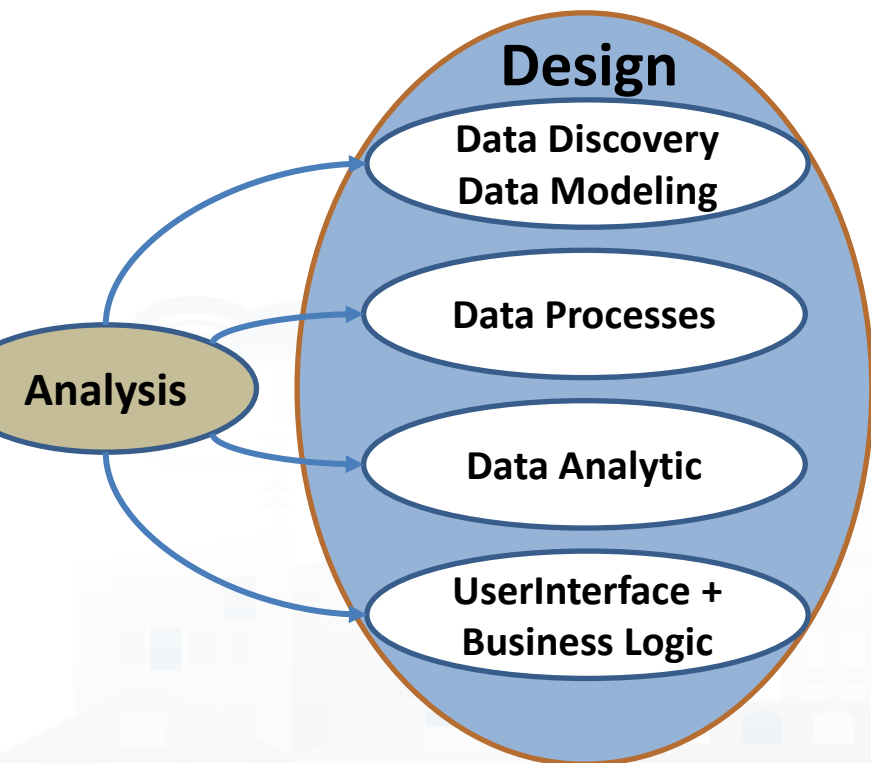 Design
Data Discovery
Data Modeling
Data Processes
Analysis
Data Analytic
UserInterface +
Business Logic